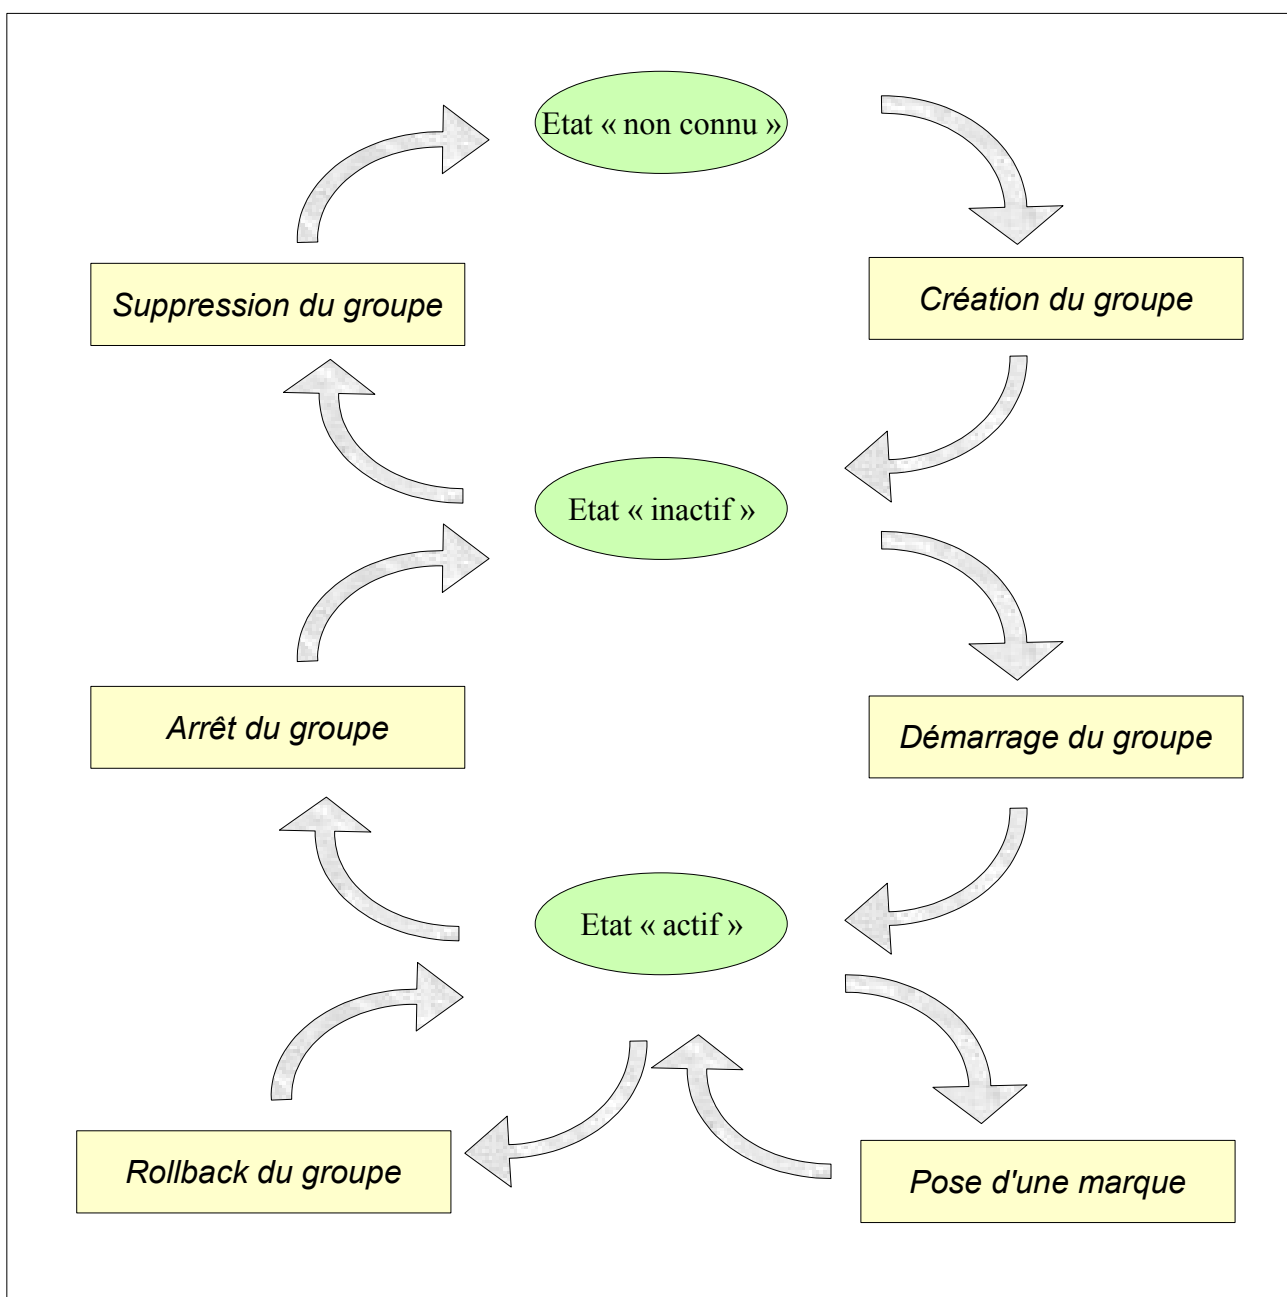 Etat « non connu »
Suppression du groupe
Création du groupe
Etat « inactif »
Arrêt du groupe
Démarrage du groupe
Etat « actif »
Rollback du groupe
Pose d'une marque